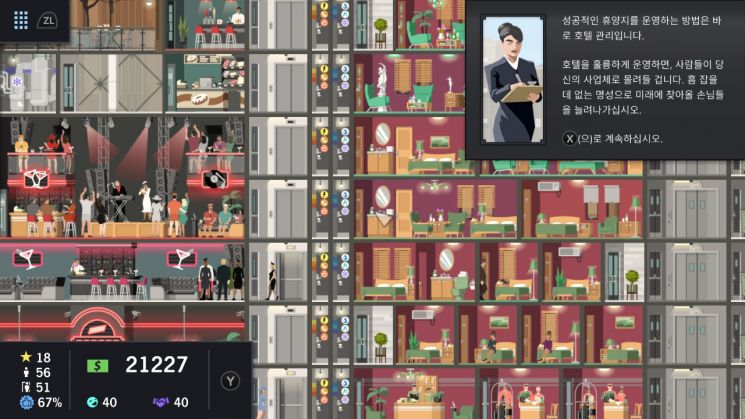 ZL
성공적인 휴양지를 운영하는 방법은 바
로 호텔 관리입니다.
호텔을 훌륭하게 운영하면, 사람들이 당
신의 사업체로 몰려들 겁니다. 흠 잡을
데 없는 명성으로 미래에 찾아올 손님들
을 늘려나가십시오.
X (으)로 계속하십시오.
18
56
51
67%
$ 21227
40
40
Y